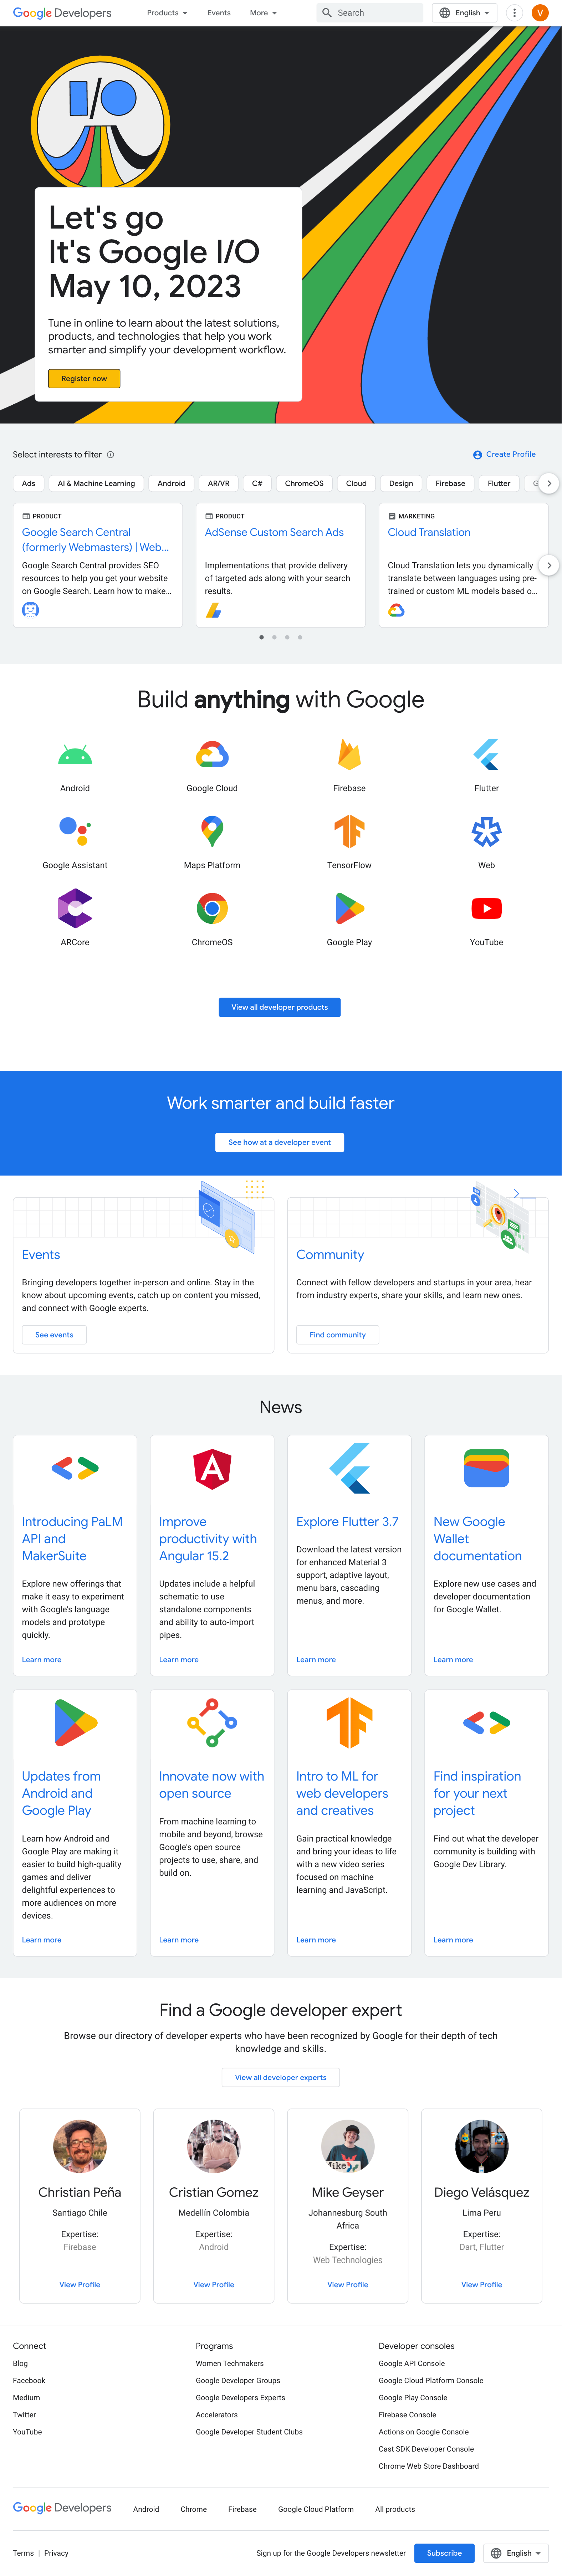 Google Developers
Products
Events
More
Search
English
V
I/O
Let's go
It's Google I/O
May 10, 2023
Tune in online to learn about the latest solutions,
products, and technologies that help you work
smarter and simplify your development workflow.
Register now
Select interests to filter
Create Profile
Ads
AI & Machine Learning
Android
AR/VR
C#
ChromeOS
Cloud
Design
Firebase
Flutter
G
PRODUCT
Google Search Central
(formerly Webmasters) | Web...
Google Search Central provides SEO
resources to help you get your website
on Google Search. Learn how to make...
PRODUCT
AdSense Custom Search Ads
Implementations that provide delivery
of targeted ads along with your search
results.
MARKETING
Cloud Translation
Cloud Translation lets you dynamically
translate between languages using pre-
trained or custom ML models based o...
Build anything with Google
Android
Google Cloud
Firebase
Flutter
Google Assistant
Maps Platform
TensorFlow
Web
ARCore
ChromeOS
Google Play
YouTube
View all developer products
Work smarter and build faster
See how at a developer event
Events
Bringing developers together in-person and online. Stay in the
know about upcoming events, catch up on content you missed,
and connect with Google experts.
See events
Community
Connect with fellow developers and startups in your area, hear
from industry experts, share your skills, and learn new ones.
Find community
News
Introducing PaLM
API and
MakerSuite
Explore new offerings that
make it easy to experiment
with Google's language
models and prototype
quickly.
Learn more
Improve
productivity with
Angular 15.2
Updates include a helpful
schematic to use
standalone components
and ability to auto-import
pipes.
Learn more
Explore Flutter 3.7
Download the latest version
for enhanced Material 3
support, adaptive layout,
menu bars, cascading
menus, and more.
Learn more
New Google
Wallet
documentation
Explore new use cases and
developer documentation
for Google Wallet.
Learn more
Updates from
Android and
Google Play
Learn how Android and
Google Play are making it
easier to build high-quality
games and deliver
delightful experiences to
more audiences on more
devices.
Learn more
Innovate now with
open source
From machine learning to
mobile and beyond, browse
Google's open source
projects to use, share, and
build on.
Learn more
Intro to ML for
web developers
and creatives
Gain practical knowledge
and bring your ideas to life
with a new video series
focused on machine
learning and JavaScript.
Learn more
Find inspiration
for your next
project
Find out what the developer
community is building with
Google Dev Library.
Learn more
Find a Google developer expert
Browse our directory of developer experts who have been recognized by Google for their depth of tech
knowledge and skills.
View all developer experts
Christian Peña
Santiago Chile
Expertise:
Firebase
View Profile
Cristian Gomez
Medellín Colombia
Expertise:
Android
View Profile
Mike Geyser
Johannesburg South
Africa
Expertise:
Web Technologies
View Profile
Diego Velásquez
Lima Peru
Expertise:
Dart, Flutter
View Profile
Connect
Blog
Facebook
Medium
Twitter
YouTube
Programs
Women Techmakers
Google Developer Groups
Google Developers Experts
Accelerators
Google Developer Student Clubs
Developer consoles
Google API Console
Google Cloud Platform Console
Google Play Console
Firebase Console
Actions on Google Console
Cast SDK Developer Console
Chrome Web Store Dashboard
Google Developers
Android
Chrome
Firebase
Google Cloud Platform
All products
Terms | Privacy
Sign up for the Google Developers newsletter
Subscribe
English